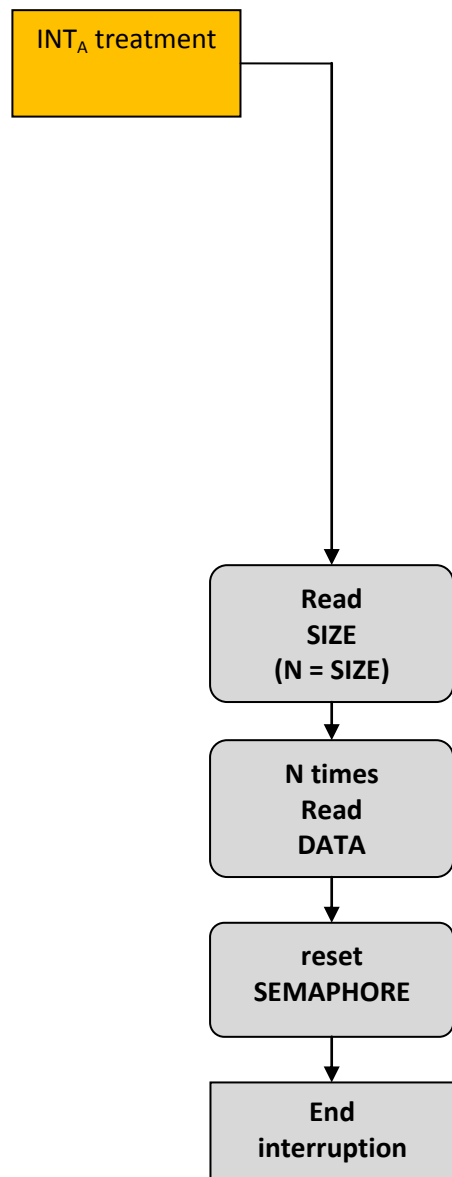 INTA treatment
Read
SIZE
(N = SIZE)
N times
Read
DATA
reset
SEMAPHORE
End
interruption